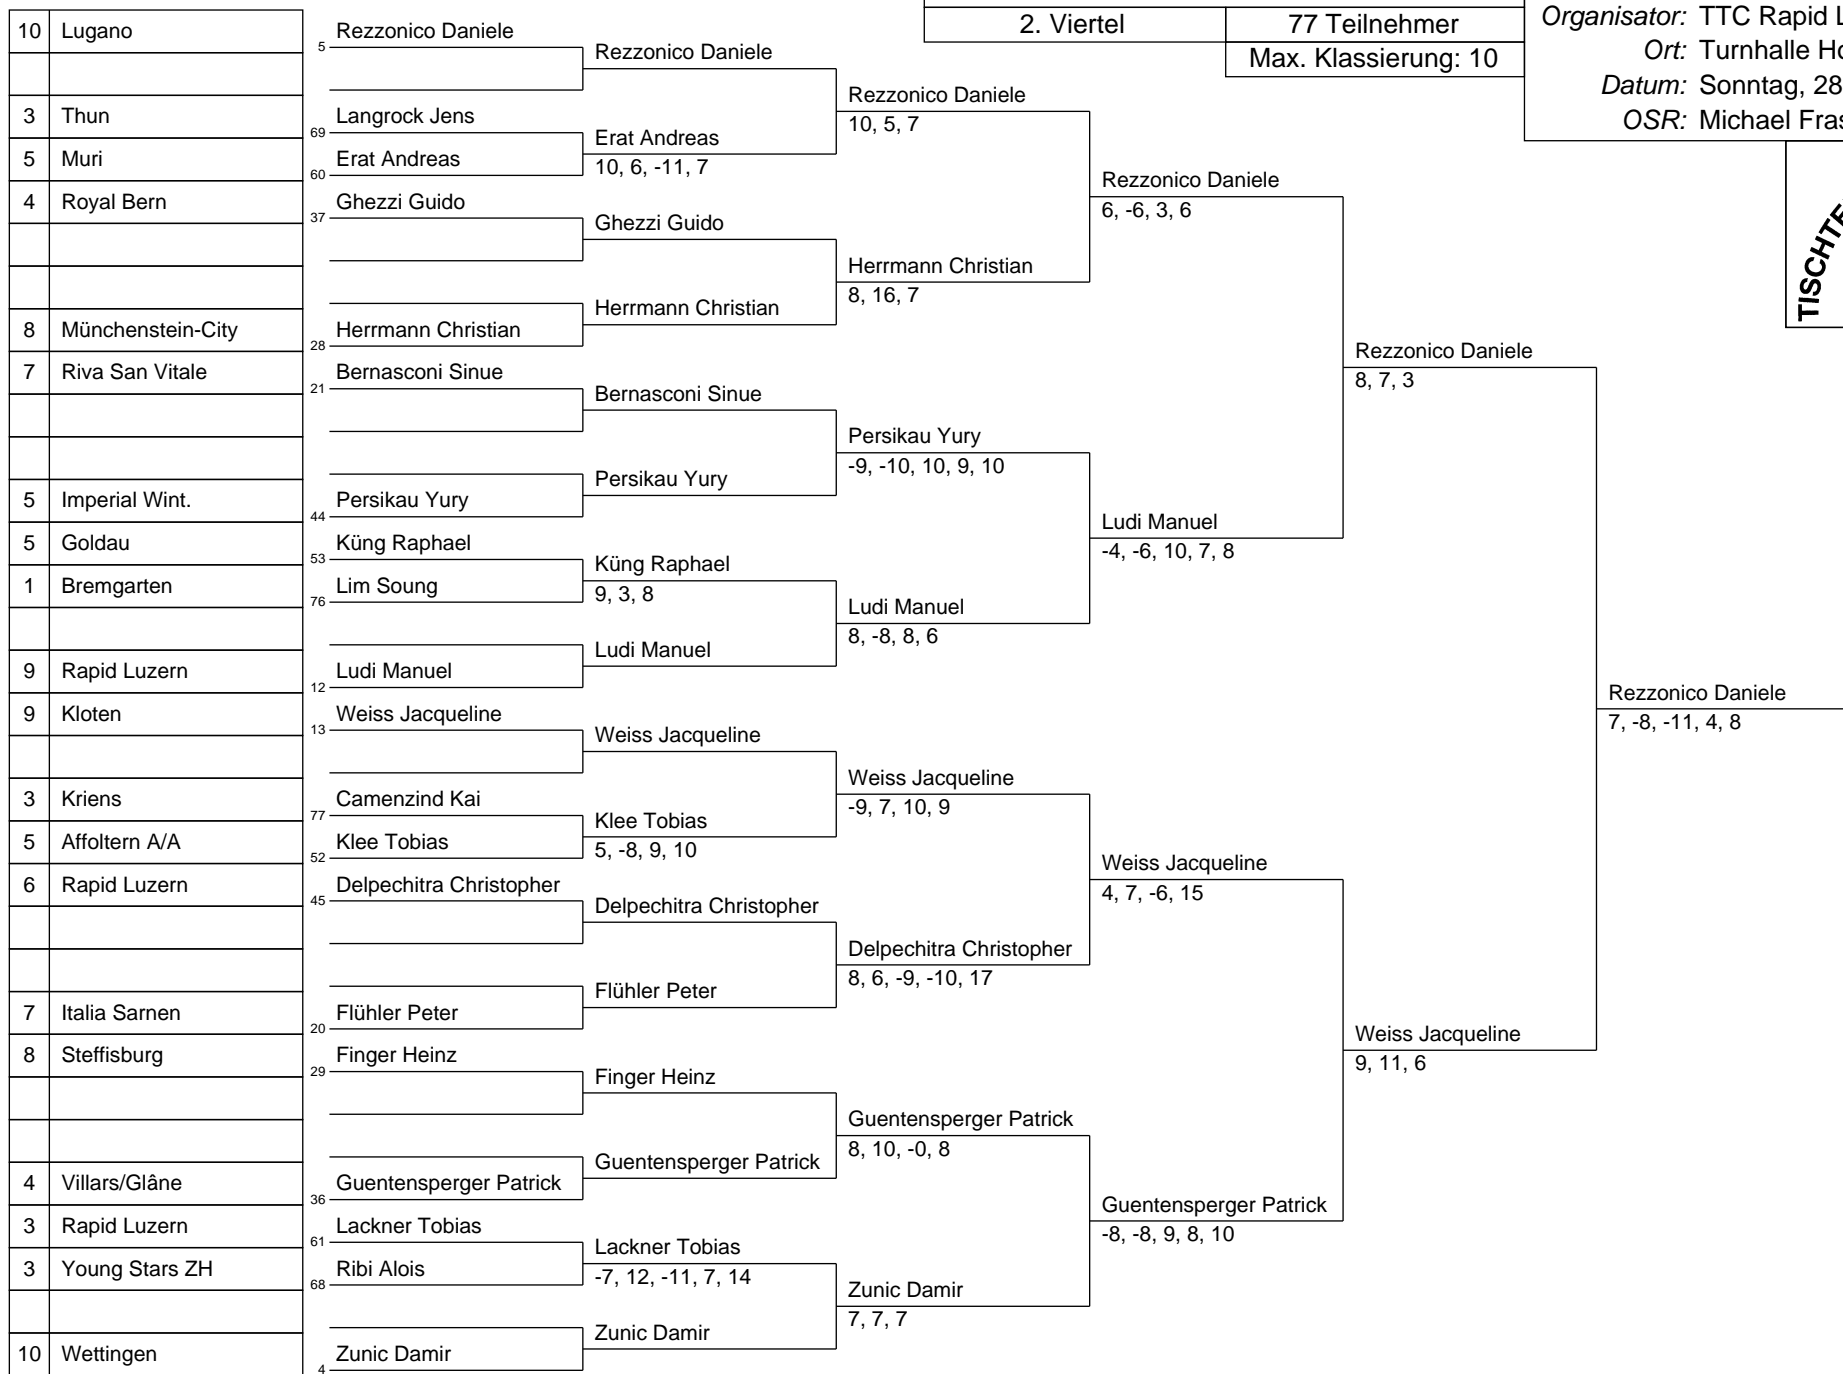 2. Viertel 77 Teilnehmer
Max. Klassierung: 10
Organisator: TTC Rapid L
Ort: Turnhalle Ho
Datum: Sonntag, 28
OSR: Michael Fras
TISCHTE
10 Lugano 5 Rezzonico Daniele
Rezzonico Daniele
Rezzonico Daniele
10, 5, 7
3 Thun 69 Langrock Jens
Erat Andreas
10, 6, -11, 7
5 Muri 60 Erat Andreas
Rezzonico Daniele
6, -6, 3, 6
4 Royal Bern 37 Ghezzi Guido
Ghezzi Guido
Herrmann Christian
8, 16, 7
Herrmann Christian
8 Münchenstein-City 28 Herrmann Christian
Rezzonico Daniele
8, 7, 3
7 Riva San Vitale 21 Bernasconi Sinue
Bernasconi Sinue
Persikau Yury
-9, -10, 10, 9, 10
Persikau Yury
5 Imperial Wint. 44 Persikau Yury
Ludi Manuel
-4, -6, 10, 7, 8
5 Goldau 53 Küng Raphael
Küng Raphael
9, 3, 8
1 Bremgarten 76 Lim Soung
Ludi Manuel
8, -8, 8, 6
Ludi Manuel
9 Rapid Luzern 12 Ludi Manuel
Rezzonico Daniele
7, -8, -11, 4, 8
9 Kloten 13 Weiss Jacqueline
Weiss Jacqueline
Weiss Jacqueline
-9, 7, 10, 9
3 Kriens 77 Camenzind Kai
Klee Tobias
5, -8, 9, 10
5 Affoltern A/A 52 Klee Tobias
Weiss Jacqueline
4, 7, -6, 15
6 Rapid Luzern 45 Delpechitra Christopher
Delpechitra Christopher
Delpechitra Christopher
8, 6, -9, -10, 17
Flühler Peter
7 Italia Sarnen 20 Flühler Peter
Weiss Jacqueline
9, 11, 6
8 Steffisburg 29 Finger Heinz
Finger Heinz
Guentensperger Patrick
8, 10, -0, 8
Guentensperger Patrick
4 Villars/Glâne 36 Guentensperger Patrick
Guentensperger Patrick
-8, -8, 9, 8, 10
3 Rapid Luzern 61 Lackner Tobias
Lackner Tobias
-7, 12, -11, 7, 14
3 Young Stars ZH 68 Ribi Alois
Zunic Damir
7, 7, 7
Zunic Damir
10 Wettingen 4 Zunic Damir